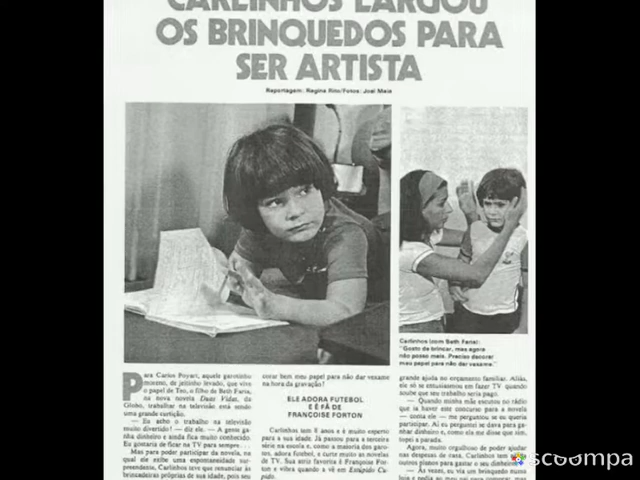 CARLINHOS LARGOU
OS BRINQUEDOS PARA
SER ARTISTA
Reportagem: Regina Rito/Fotos: Joel Maia
Carlinhos (com Beth Faria):
"Gosto de brincar, mas agora
não posso mais. Preciso decorar
meu papel para não dar vexame."
Para Carlos Poyart, aquele garotinho
moreno, de jeitinho levado, que vive
o papel de Téo, o filho de Beth Faria,
na nova novela Duas Vidas, da
Globo, trabalhar na televisão está sendo
uma grande curtição.
— Eu acho o trabalho na televisão
muito divertido! — diz ele. — A gente ga-
nha dinheiro e ainda fica muito conhecido.
Eu gostaria de ficar na TV para sempre...
Mas para poder participar da novela, na
qual ele exibe uma espontaneidade sur-
preendente, Carlinhos teve que renunciar às
brincadeiras próprias de sua idade, pois seu
corar bem meu papel para não dar vexame
na hora da gravação!
ELE ADORA FUTEBOL
E É FÃ DE
FRANÇOISE FORTON
Carlinhos tem 8 anos e é muito esperto
para a sua idade. Já passou para a terceira
série na escola e, como a maioria dos garo-
tos, adora futebol, e curte muito as novelas
de TV. Sua atriz favorita é Françoise For-
ton e vibra quando a vê em Estúpido Cu-
pido.
grande ajuda no orçamento familiar. Aliás,
ele só se entusiasmou em fazer TV quando
soube que seu trabalho seria pago.
— Quando minha mãe escutou no rádio
que ia haver este concurso para a novela
— conta ele — me perguntou se eu queria
participar. Aí eu perguntei se dava para ga-
nhar dinheiro e, como ela me disse que sim,
topei a parada.
Agora, muito orgulhoso de poder ajudar
nas despesas de casa, Carlinhos tem
outros planos para gastar o seu dinheiro
— Às vezes, quando minha mãe
scoompa